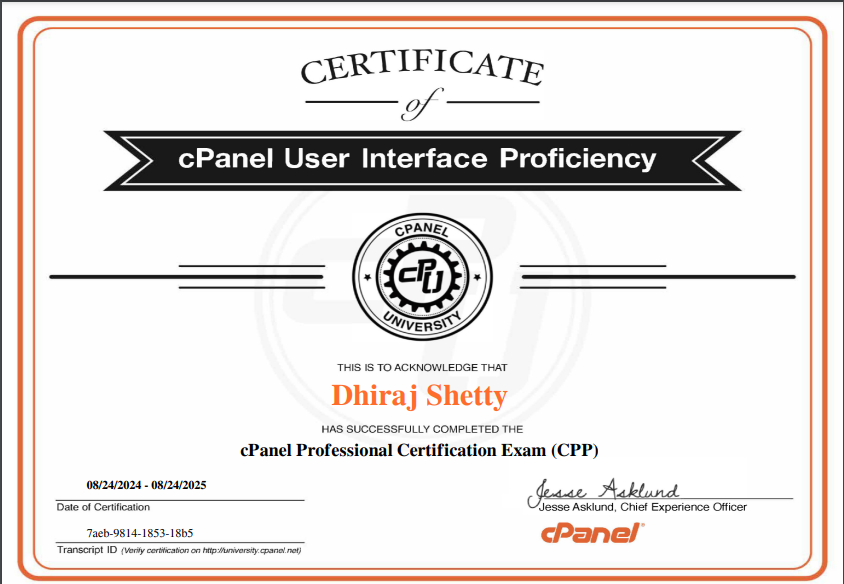 CERTIFICATE
of
cPanel User Interface Proficiency
CPANEL
CPU
UNIVERSITY
THIS IS TO ACKNOWLEDGE THAT
Dhiraj Shetty
HAS SUCCESSFULLY COMPLETED THE
cPanel Professional Certification Exam (CPP)
08/24/2024 - 08/24/2025
Date of Certification
7aeb-9814-1853-18b5
Transcript ID (Verify certification on http://university.cpanel.net)
Jesse Asklund
Jesse Asklund, Chief Experience Officer
cPanel®